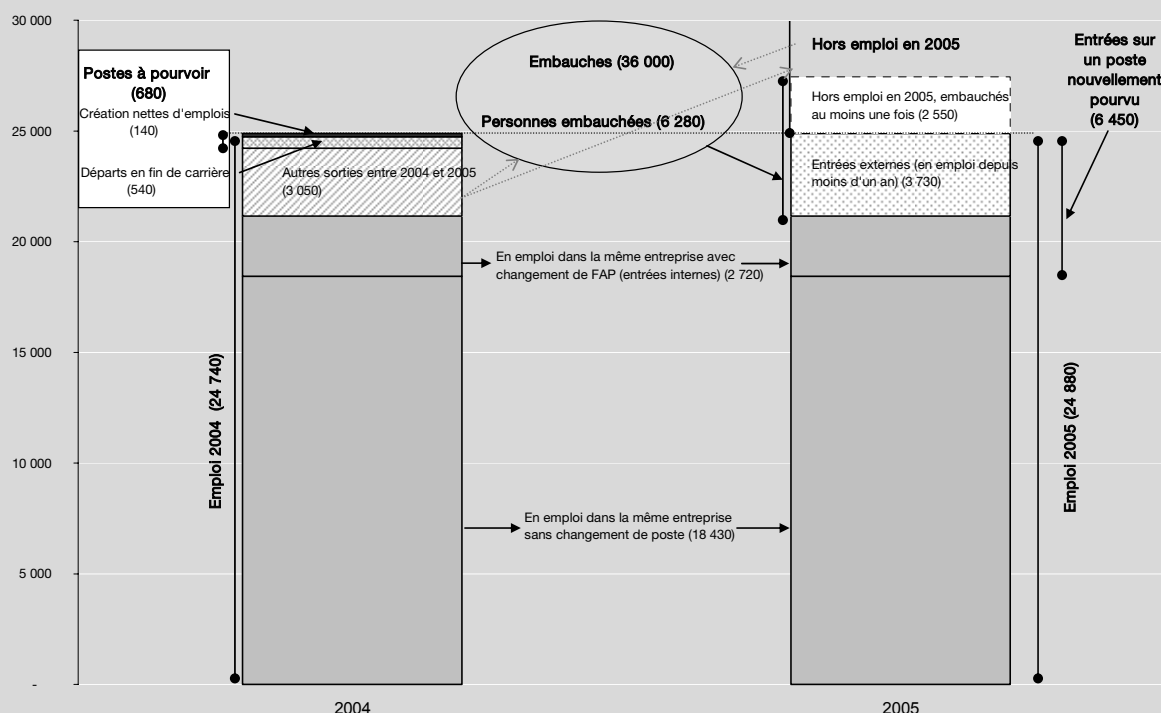 30 000
25 000
20 000
15 000
10 000
5 000
-
Postes à pourvoir
(680)
Création nettes d'emplois
(140)
Départs en fin de carrière
(540)
Autres sorties entre 2004 et 2005
(3 050)
Embauches (36 000)
Personnes embauchées (6 280)
Hors emploi en 2005
Hors emploi en 2005, embauchés
au moins une fois (2 550)
Entrées externes (en emploi depuis
moins d'un an) (3 730)
Entrées sur
un poste
nouvellement
pourvu
(6 450)
En emploi dans la même entreprise avec
changement de FAP (entrées internes) (2 720)
En emploi dans la même entreprise
sans changement de poste (18 430)
Emploi 2004 (24 740)
Emploi 2005 (24 880)
2004
2005